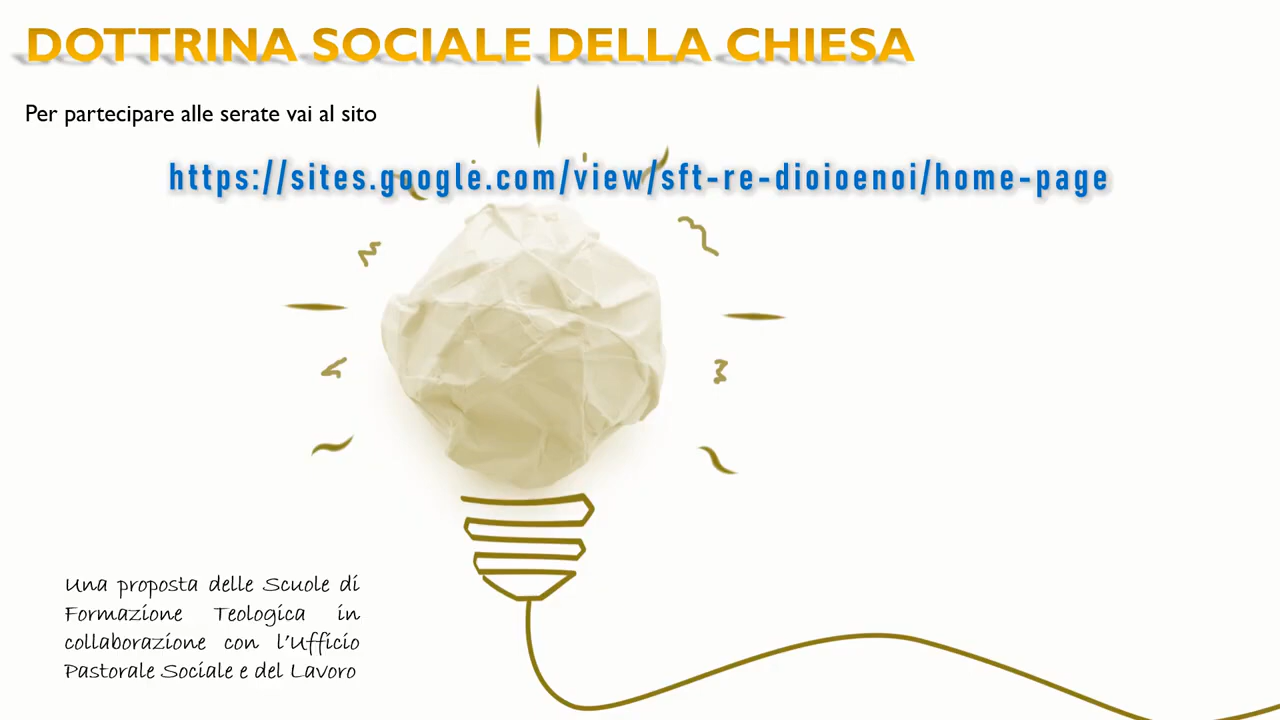 DOTTRINA SOCIALE DELLA CHIESA
Per partecipare alle serate vai al sito
https://sites.google.com/view/sft-re-dioioenoi/home-page
Una proposta delle Scuole di
Formazione Teologica in
collaborazione con l'Ufficio
Pastorale Sociale e del Lavoro